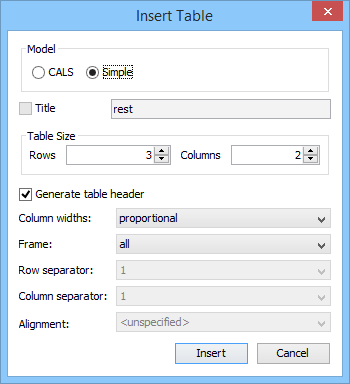 Insert Table
Model
CALS Simple
Title rest
Table Size
Rows 3 Columns 2
Generate table header
Column widths: proportional
Frame: all
Row separator: 1
Column separator: 1
Alignment: <unspecified>
Insert Cancel